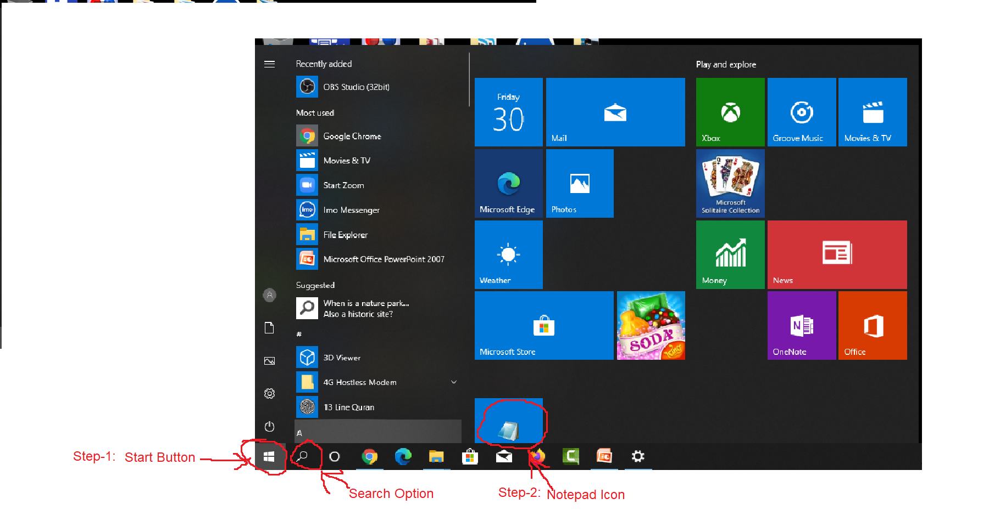 Recently added
OBS Studio (32bit)
Most used
Google Chrome
Movies & TV
Start Zoom
imo
Imo Messenger
File Explorer
Microsoft Office PowerPoint 2007
Suggested
When is a nature park...
Also a historic site?
#
3D Viewer
4G Hostless Modem
13 Line Quran
A
Friday
30
Mail
Microsoft Edge
Photos
Weather
Microsoft Store
SODA
King
Play and explore
Xbox
Groove Music
Movies & TV
Microsoft
Solitaire Collection
Money
News
OneNote
Office
Step-1: Start Button
Search Option
Step-2: Notepad Icon